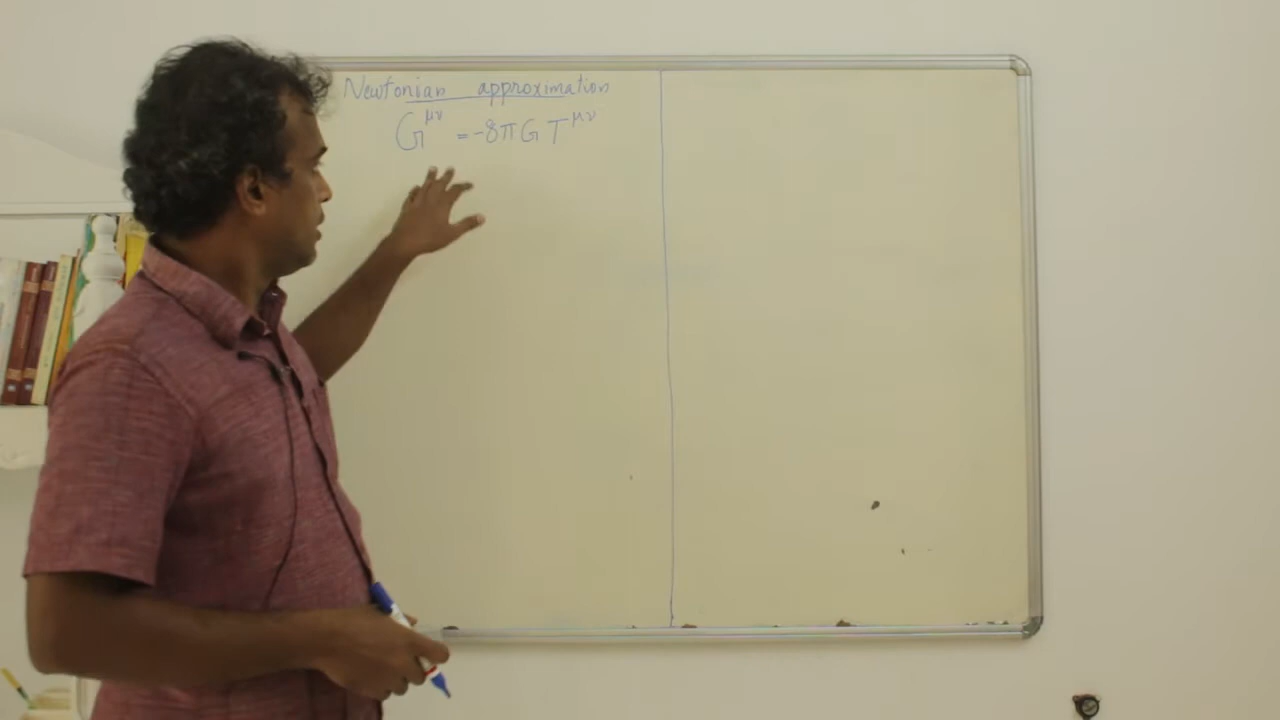 Newtonian approximation
G^μν = -8πG T^μν